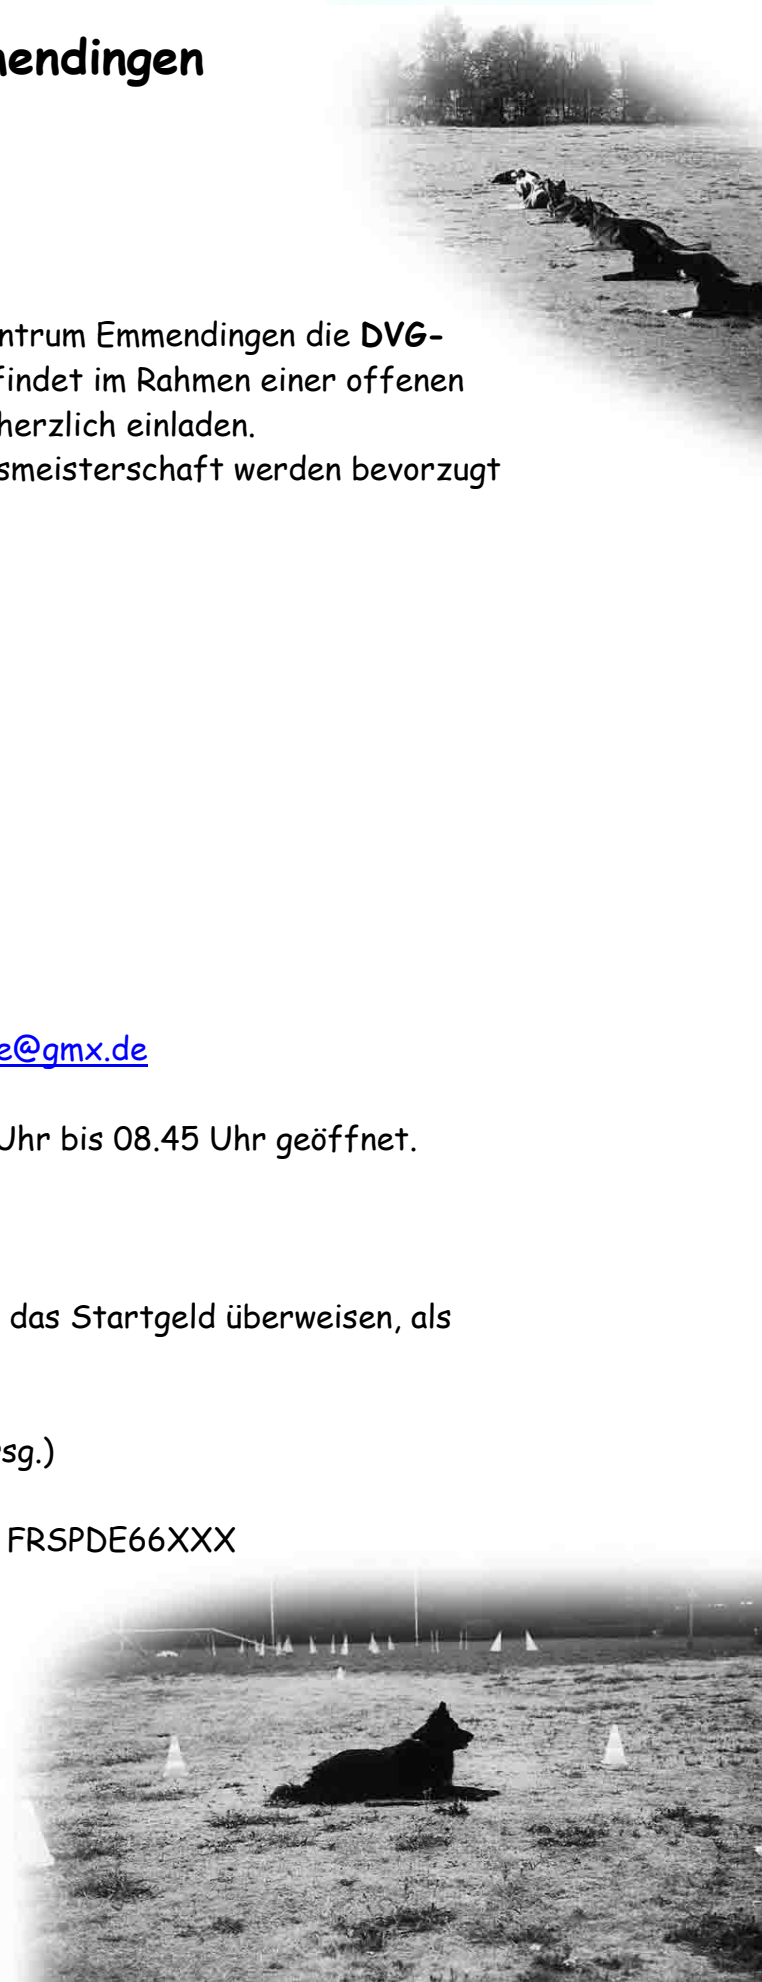 nendingen
ntrum Emmendingen die DVG-
findet im Rahmen einer offenen
herzlich einladen.
smeisterschaft werden bevorzugt
e@gmx.de
Uhr bis 08.45 Uhr geöffnet.
das Startgeld überweisen, als
sg.)
FRSPDE66XXX